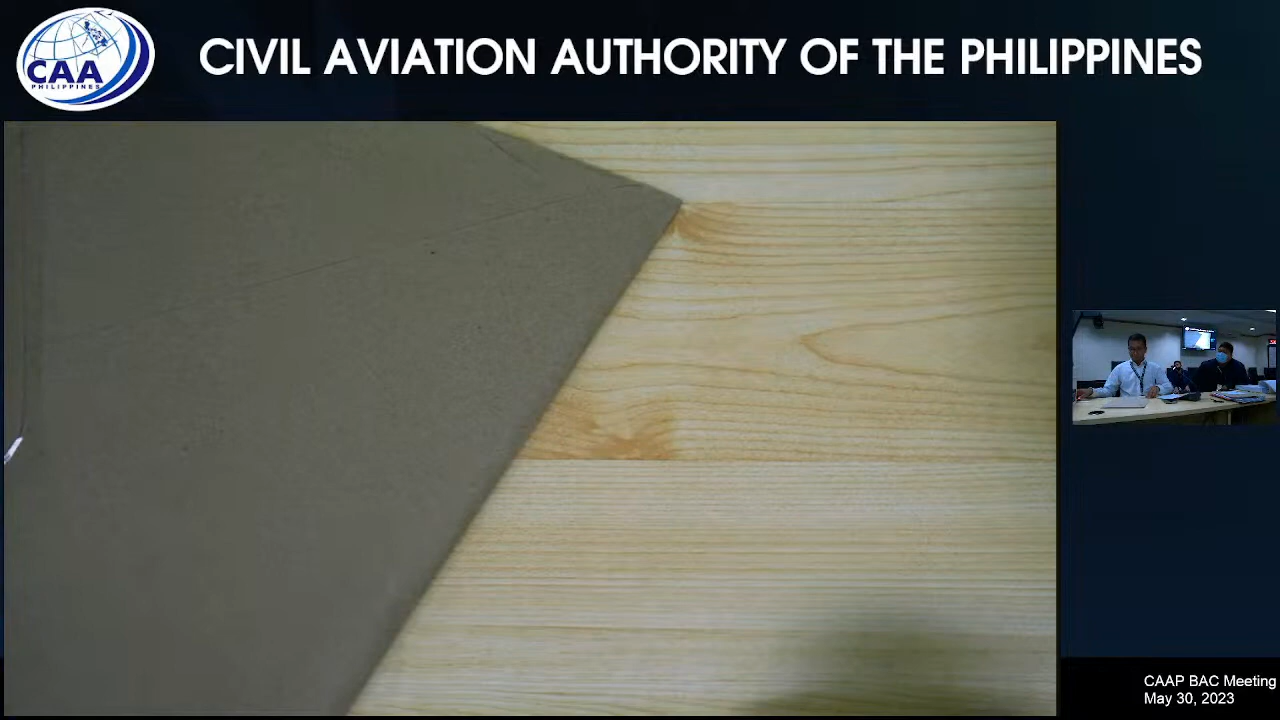 CAA
PHILIPPINES
CIVIL AVIATION AUTHORITY OF THE PHILIPPINES
CAAP BAC Meeting
May 30, 2023